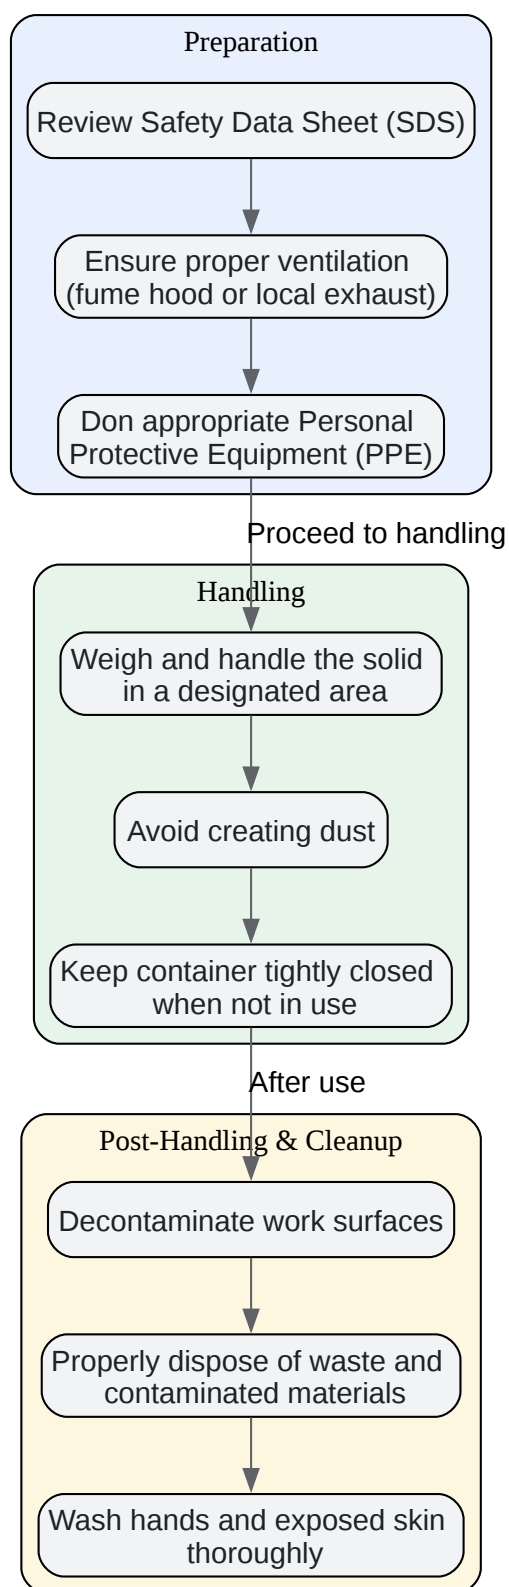 Preparation
Review Safety Data Sheet (SDS)
Ensure proper ventilation
(fume hood or local exhaust)
Don appropriate Personal
Protective Equipment (PPE)
Proceed to handling
Handling
Weigh and handle the solid
in a designated area
Avoid creating dust
Keep container tightly closed
when not in use
After use
Post-Handling & Cleanup
Decontaminate work surfaces
Properly dispose of waste and
contaminated materials
Wash hands and exposed skin
thoroughly